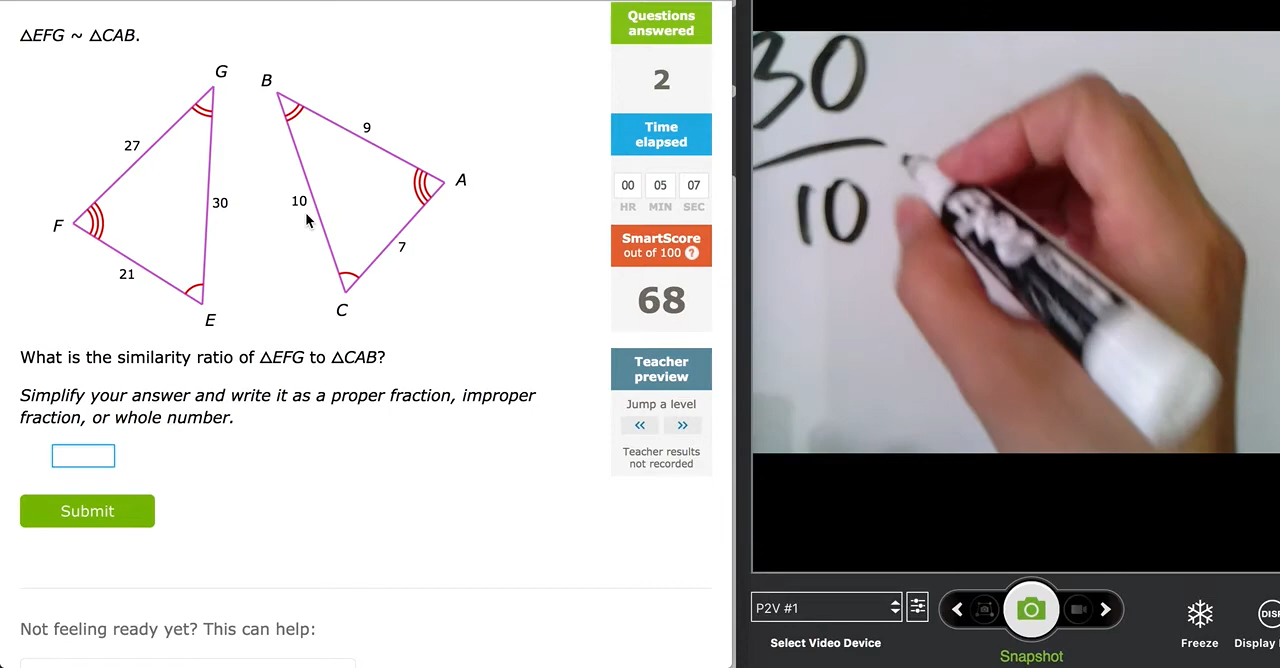 △EFG ~ △CAB.
G
B
9
27
A
10
30
F
7
21
C
E
What is the similarity ratio of △EFG to △CAB?
Simplify your answer and write it as a proper fraction, improper
fraction, or whole number.
Submit
Not feeling ready yet? This can help:
Questions
answered
2
Time
elapsed
00 05 07
HR MIN SEC
SmartScore
out of 100 ?
68
Teacher
preview
Jump a level
<< >>
Teacher results
not recorded
30
10
P2V #1
Select Video Device
Snapshot
Freeze
Display